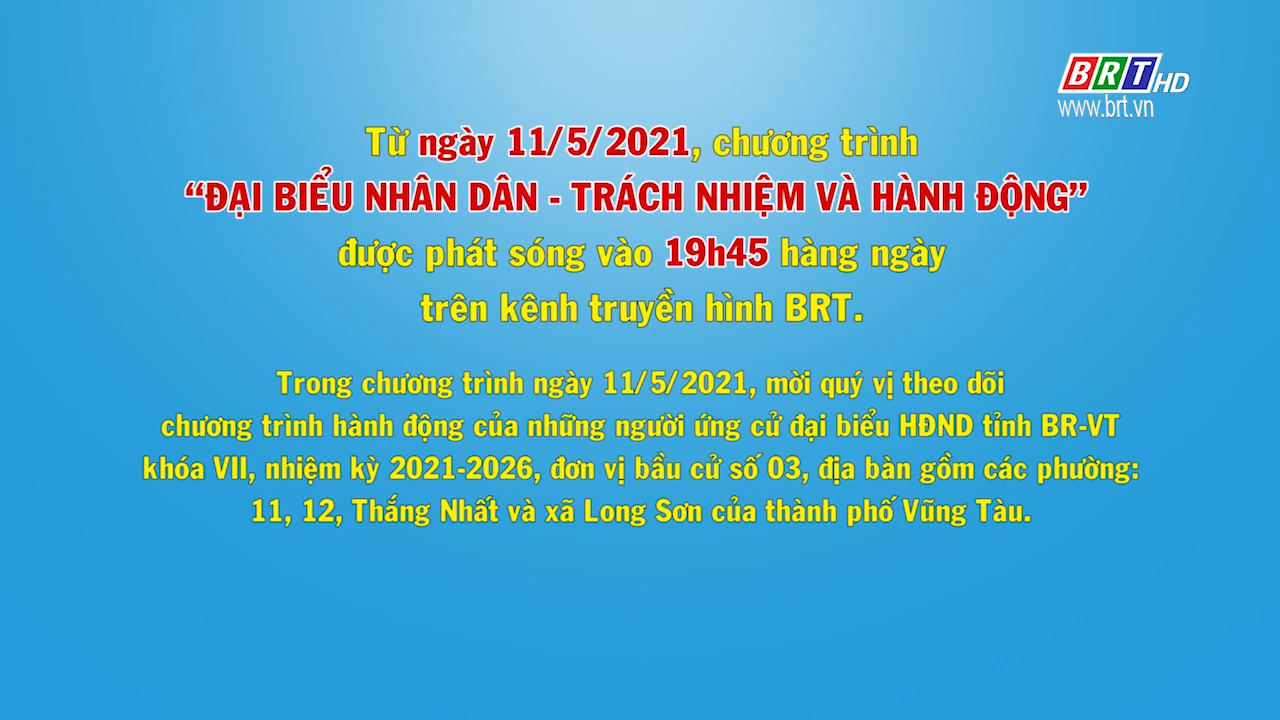 BRT HD
www.brt.vn
Từ ngày 11/5/2021, chương trình
“ĐẠI BIỂU NHÂN DÂN - TRÁCH NHIỆM VÀ HÀNH ĐỘNG”
được phát sóng vào 19h45 hàng ngày
trên kênh truyền hình BRT.
Trong chương trình ngày 11/5/2021, mời quý vị theo dõi
chương trình hành động của những người ứng cử đại biểu HĐND tỉnh BR-VT
khóa VII, nhiệm kỳ 2021-2026, đơn vị bầu cử số 03, địa bàn gồm các phường:
11, 12, Thắng Nhất và xã Long Sơn của thành phố Vũng Tàu.